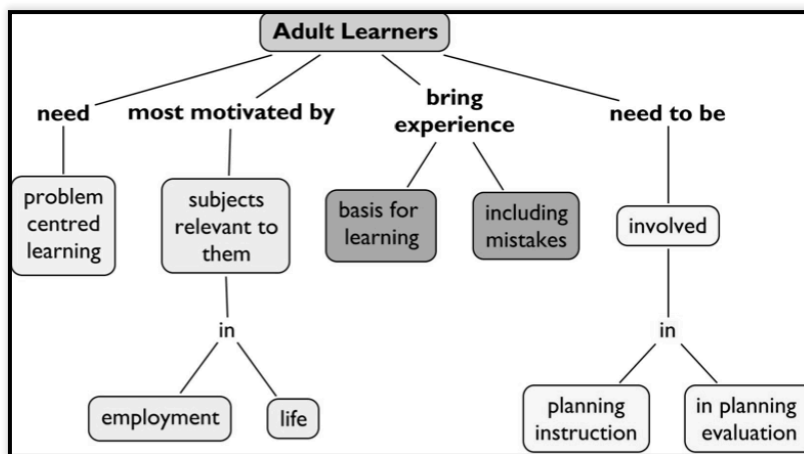 Adult Learners
need
most motivated by
bring
experience
need to be
problem
centred
learning
subjects
relevant to
them
basis for
learning
including
mistakes
involved
in
in
employment
life
planning
instruction
in planning
evaluation